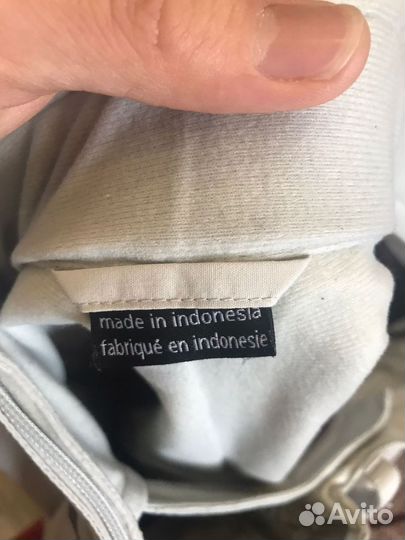 made in indonesia
fabriqué en indonesie
Avito